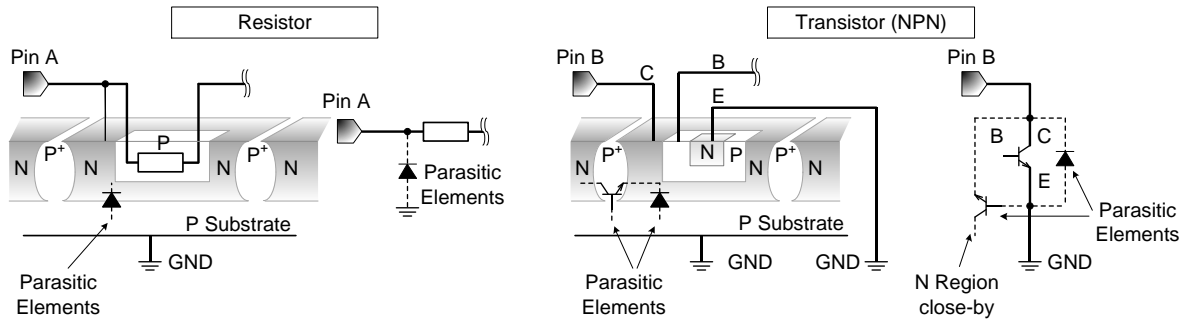 Resistor
Transistor (NPN)
Pin A
Pin B
Pin B
C
B
E
Pin A
N
P+
N
P
P+
N
N
P+
N
P
P+
N
N
B
C
E
Parasitic
Elements
P Substrate
GND
Parasitic
Elements
P Substrate
GND
GND
Parasitic
Elements
Parasitic
Elements
N Region
close-by
GND